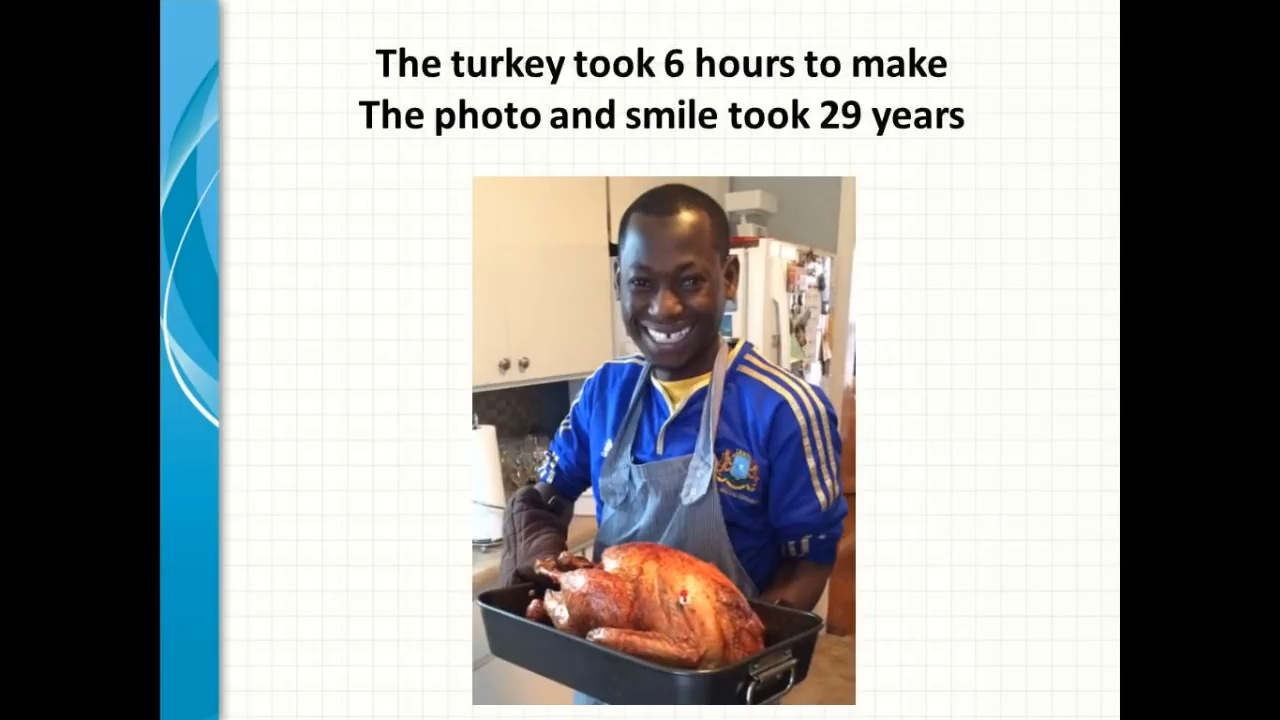 The turkey took 6 hours to make
The photo and smile took 29 years